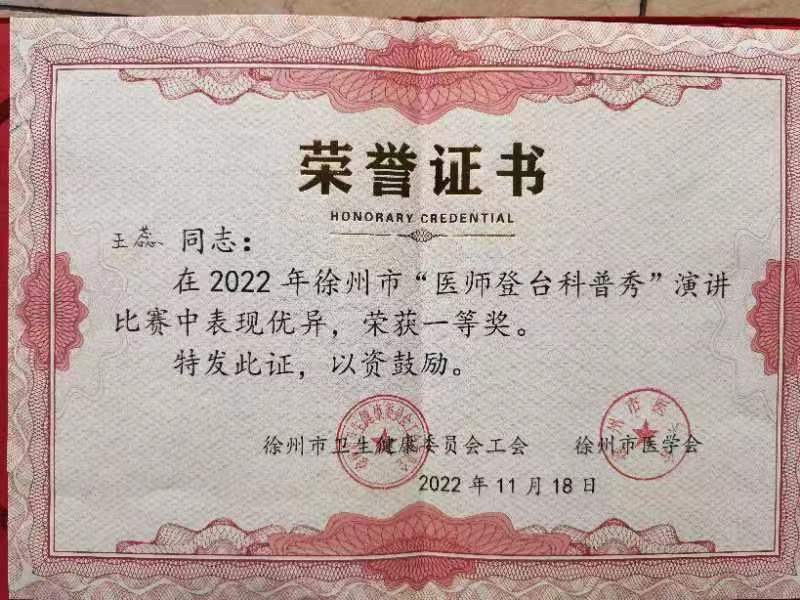 荣誉证书
HONORARY CREDENTIAL
王蕊 同志：
在2022年徐州市“医师登台科普秀”演讲
比赛中表现优异，荣获一等奖。
特发此证，以资鼓励。
徐州市卫生健康委员会工会 徐州市医学会
2022年11月18日